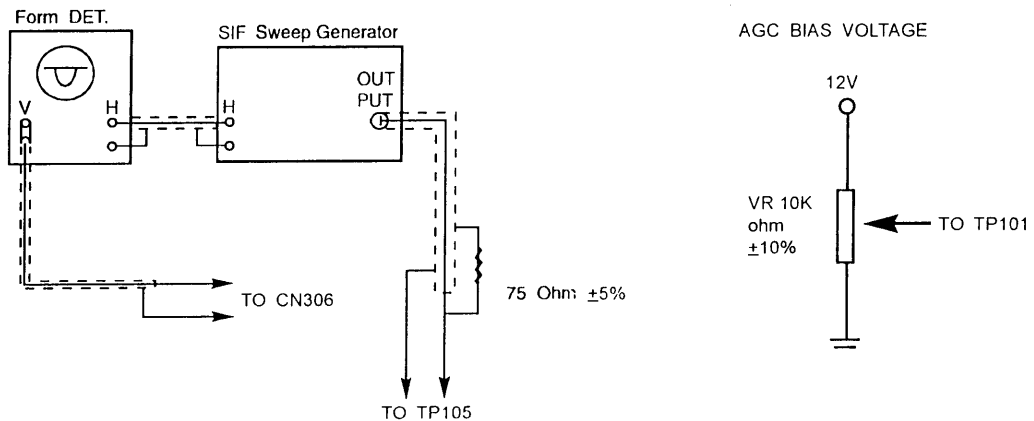 Form DET.
SIF Sweep Generator
V
H
H
OUT
PUT
TO CN306
75 Ohm ±5%
TO TP105
AGC BIAS VOLTAGE
12V
VR 10K
ohm
±10%
TO TP101